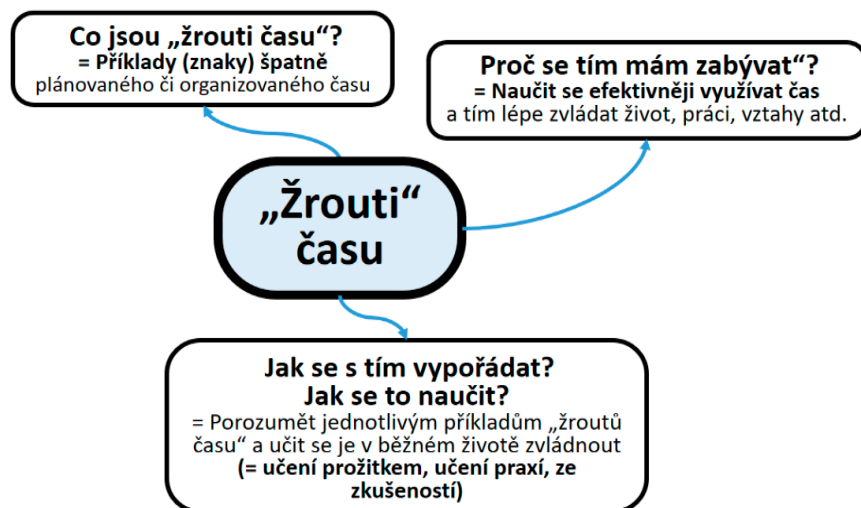 Co jsou „žrouti času“?
= Příklady (znaky) špatně
plánovaného či organizovaného času
Proč se tím mám zabývat“?
= Naučit se efektivněji využívat čas
a tím lépe zvládat život, práci, vztahy atd.
„Žrouti“
času
Jak se s tím vypořádat?
Jak se to naučit?
= Porozumět jednotlivým příkladům „žroutů
času“ a učit se je v běžném životě zvládnout
(= učení prožitkem, učení praxí, ze
zkušeností)